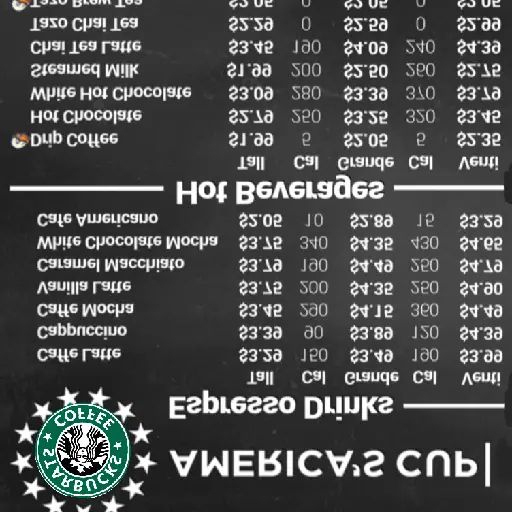 AMERICA'S CUP
STARBUCKS COFFEE
Espresso Drinks
Tall Cal Grande Cal Venti
Caffe Latte $3.29 150 $3.49 190 $3.99
Cappuccino $3.39 90 $3.89 120 $4.39
Caffe Mocha $3.45 290 $4.15 360 $4.49
Vanilla Latte $3.75 200 $4.35 250 $4.90
Caramel Macchiato $3.79 190 $4.49 250 $4.79
White Chocolate Mocha $3.75 340 $4.35 430 $4.65
Cafe Americano $2.05 10 $2.89 15 $3.29
Hot Beverages
Tall Cal Grande Cal Venti
Drip Coffee $1.99 5 $2.05 5 $2.35
Hot Chocolate $2.79 250 $3.25 320 $3.45
White Hot Chocolate $3.09 280 $3.39 370 $3.79
Steamed Milk $1.99 200 $2.50 260 $2.75
Chai Tea Latte $3.45 190 $4.09 240 $4.39
Tazo Chai Tea $2.29 0 $2.59 0 $2.99
Tazo Brew Tea